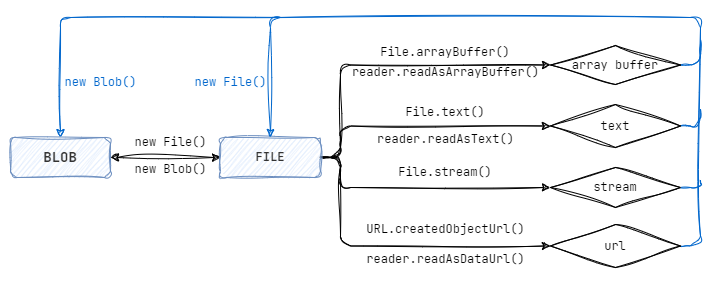 File.arrayBuffer()
array buffer
reader.readAsArrayBuffer()
new Blob()
new File()
File.text()
text
reader.readAsText()
new File()
BLOB
FILE
new Blob()
File.stream()
stream
URL.createdObjectUrl()
url
reader.readAsDataUrl()